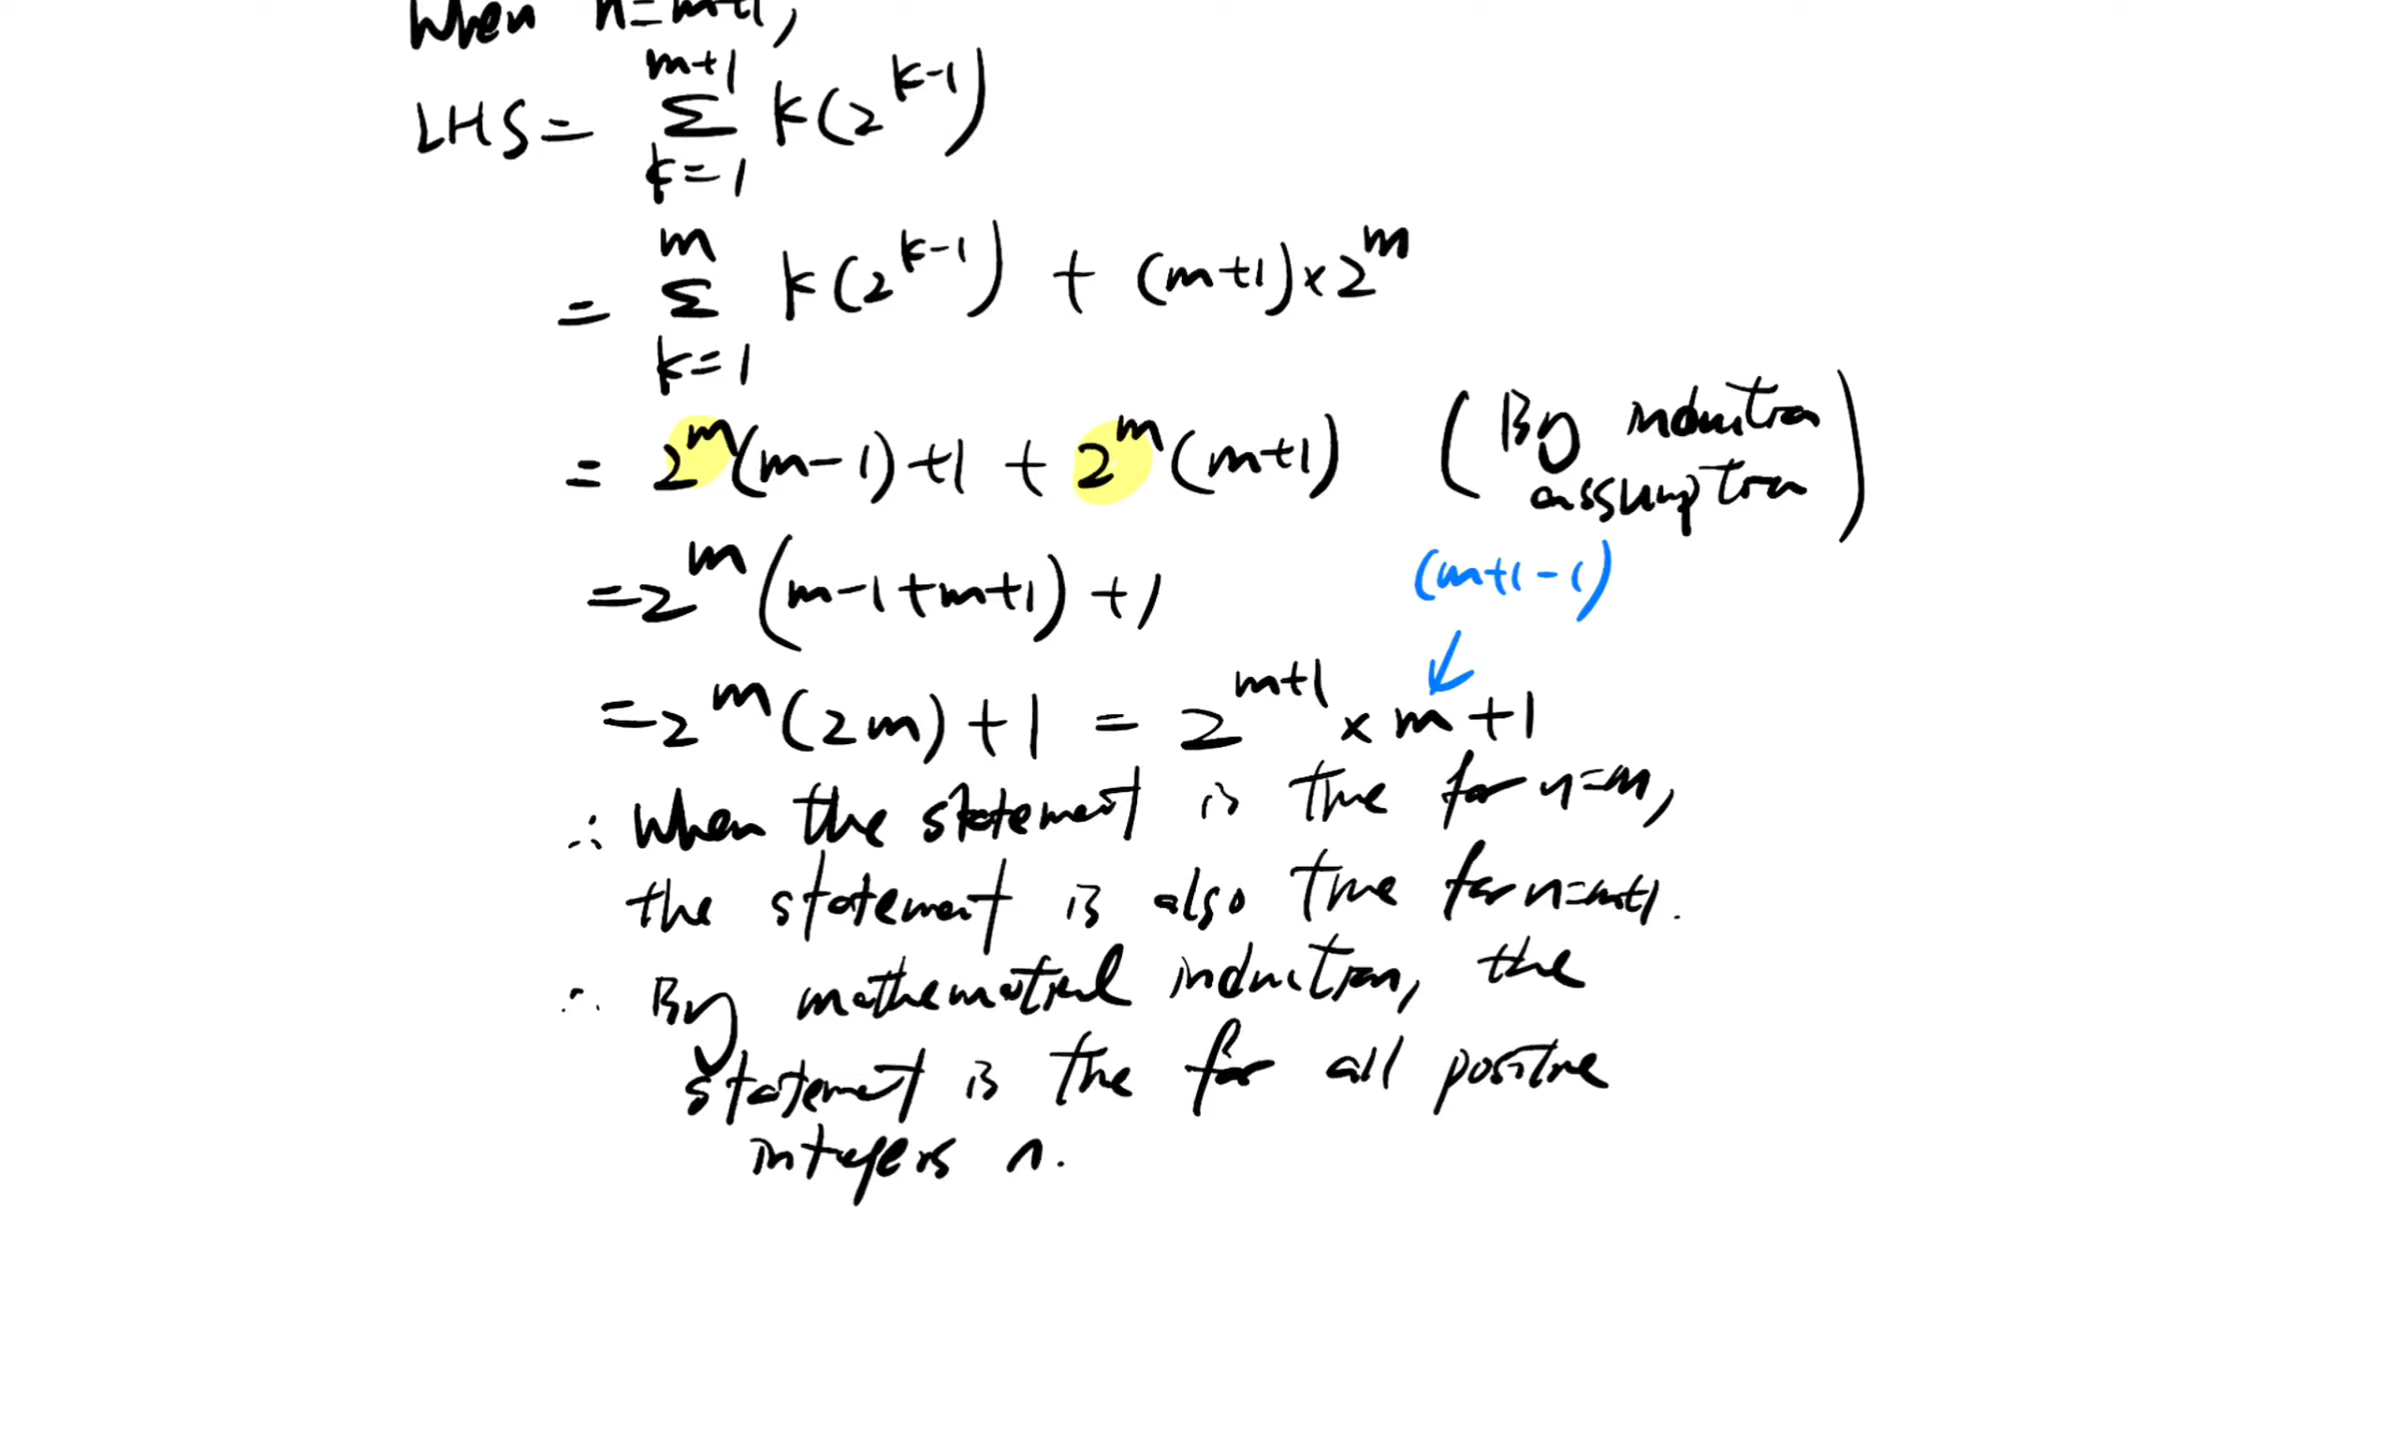 When n=m+1,
LHS = \sum_{k=1}^{m+1} k(2^{k-1})
= \sum_{k=1}^{m} k(2^{k-1}) + (m+1)×2^m
= 2^m(m-1)+1 + 2^m(m+1) (By induction assumption)
=2^m(m-1+m+1)+1
(m+1-1)
↓
=2^m(2m)+1 = 2^{m+1}×m+1
∴ When the statement is true for n=m,
the statement is also true for n=m+1.
∴ By mathematical induction, the
statement is true for all positive
integers n.